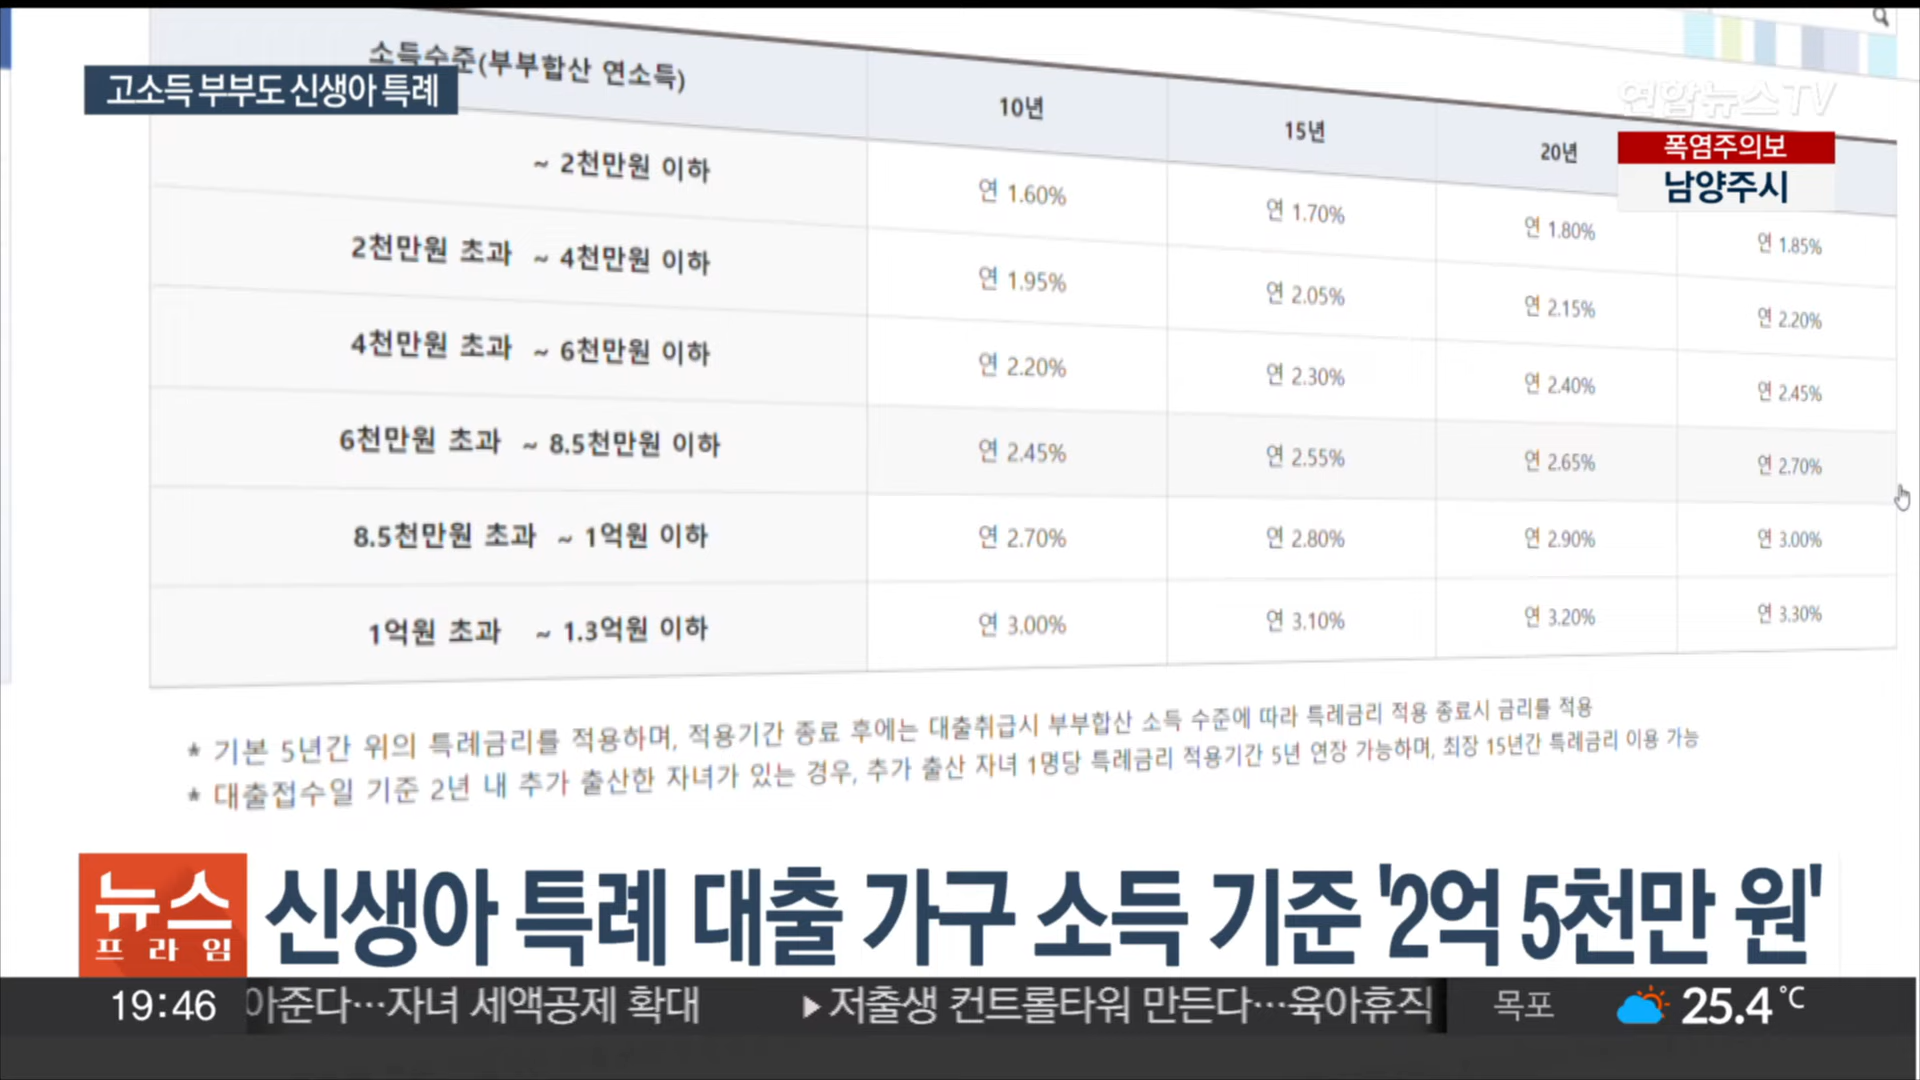 소득수준(부부합산 연소득)
고소득 부부도 신생아 특례
10년
15년
20년
연합뉴스TV
폭염주의보
남양주시
~ 2천만원 이하
연 1.60%
연 1.70%
연 1.80%
연 1.85%
2천만원 초과 ~ 4천만원 이하
연 1.95%
연 2.05%
연 2.15%
연 2.20%
4천만원 초과 ~ 6천만원 이하
연 2.20%
연 2.30%
연 2.40%
연 2.45%
6천만원 초과 ~ 8.5천만원 이하
연 2.45%
연 2.55%
연 2.65%
연 2.70%
8.5천만원 초과 ~ 1억원 이하
연 2.70%
연 2.80%
연 2.90%
연 3.00%
1억원 초과 ~ 1.3억원 이하
연 3.00%
연 3.10%
연 3.20%
연 3.30%
* 기본 5년간 위의 특례금리를 적용하며, 적용기간 종료 후에는 대출취급시 부부합산 소득 수준에 따라 특례금리 적용 종료시 금리를 적용
* 대출접수일 기준 2년 내 추가 출산한 자녀가 있는 경우, 추가 출산 자녀 1명당 특례금리 적용기간 5년 연장 가능하며, 최장 15년간 특례금리 이용 가능
뉴스
프라임
신생아 특례 대출 가구 소득 기준 '2억 5천만 원'
19:46
아준다…자녀 세액공제 확대 ▶저출생 컨트롤타워 만든다…육아휴직
목포
25.4℃